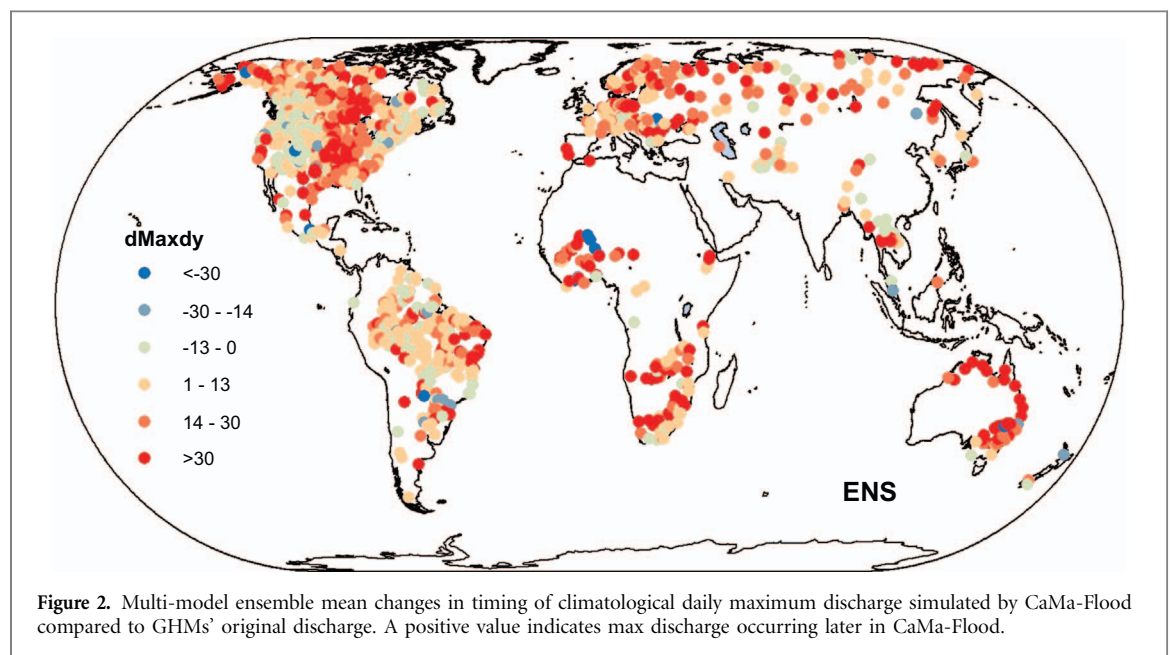 dMaxdy
<-30
-30 - -14
-13 - 0
1 - 13
14 - 30
>30
ENS
Figure 2. Multi-model ensemble mean changes in timing of climatological daily maximum discharge simulated by CaMa-Flood
compared to GHMs' original discharge. A positive value indicates max discharge occurring later in CaMa-Flood.